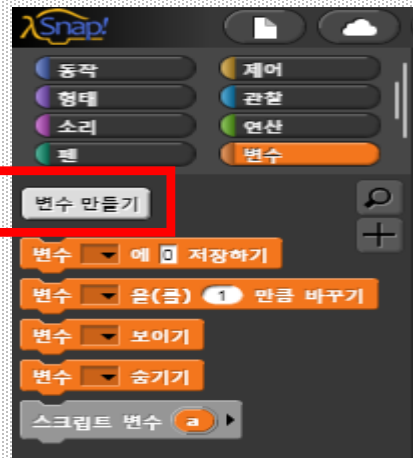 λSnap!
동작 제어
형태 관찰
소리 연산
펜 변수
변수 만들기
변수 에 0 저장하기
변수 을(를) 1 만큼 바꾸기
변수 보이기
변수 숨기기
스크립트 변수 a